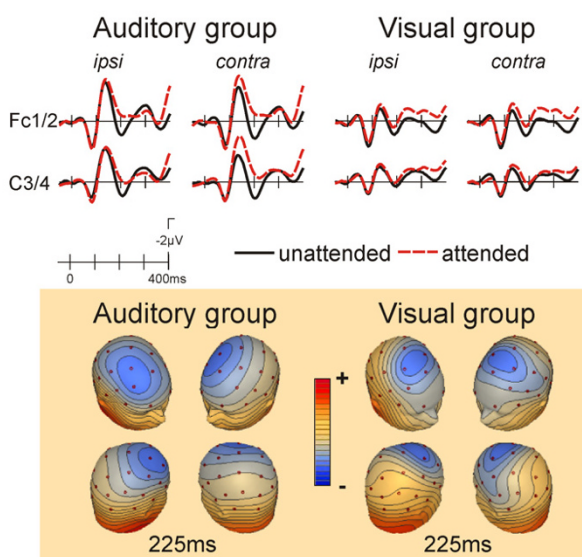 Auditory group Visual group
ipsi contra ipsi contra
Fc1/2
C3/4
-2µV
0 400ms
unattended attended
Auditory group Visual group
+
-
225ms 225ms